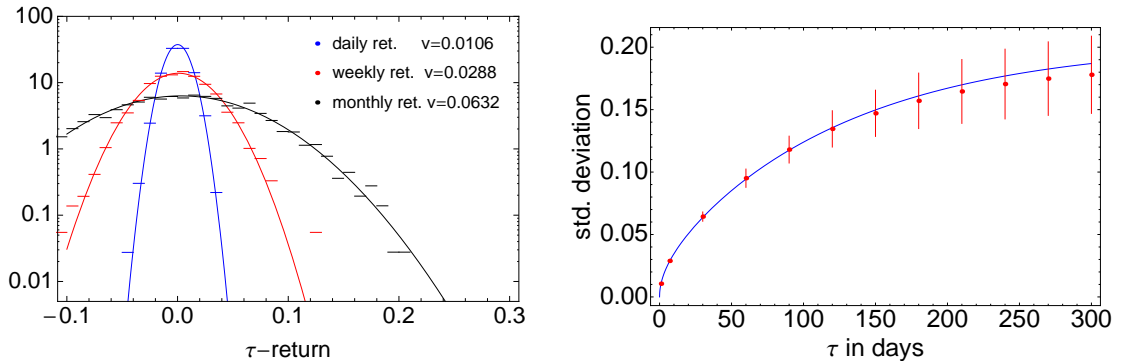 100
10
1
0.1
0.01
−0.1 0.0 0.1 0.2 0.3
τ−return
daily ret. v=0.0106
weekly ret. v=0.0288
monthly ret. v=0.0632
std. deviation
0.20
0.15
0.10
0.05
0.00
0 50 100 150 200 250 300
τ in days